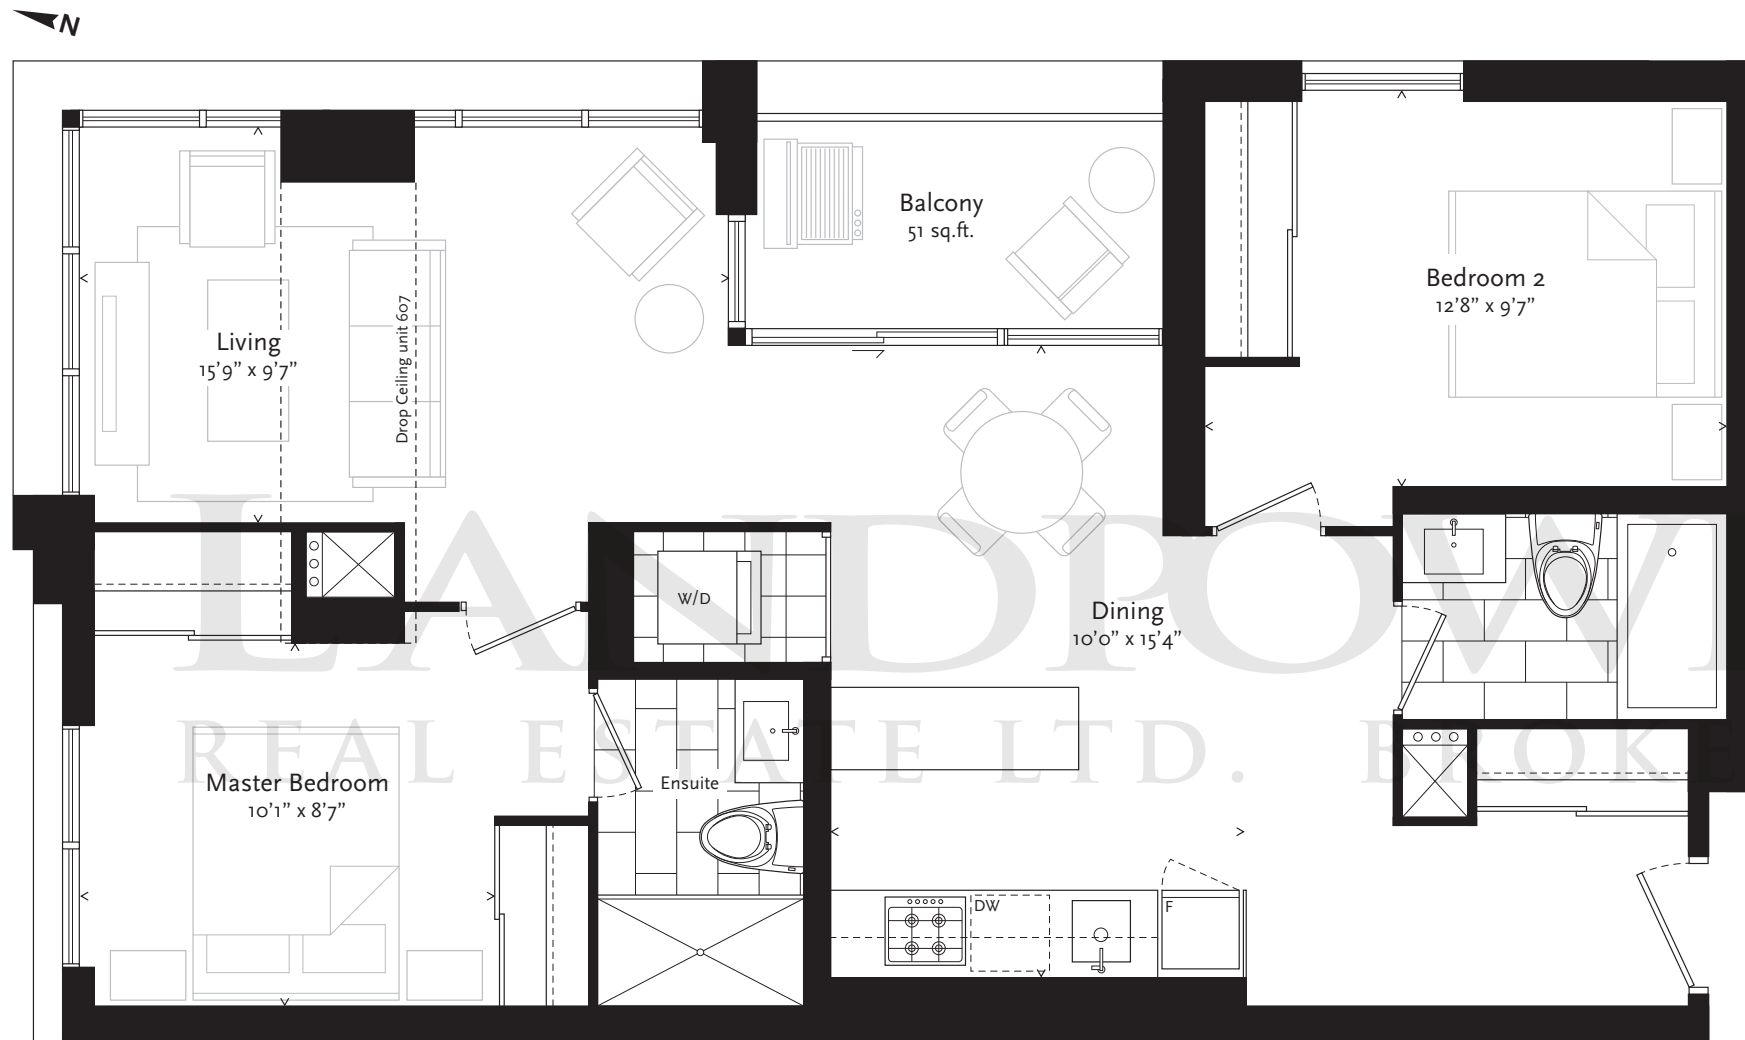 N
Balcony
51 sq.ft.
Bedroom 2
12’8” x 9’7”
Living
15’9” x 9’7”
Drop Ceiling unit 607
W/D
Dining
10’0” x 15’4”
LANDPOW
REAL ESTATE LTD. BROKE
Master Bedroom
10’1” x 8’7”
Ensuite
DW
F